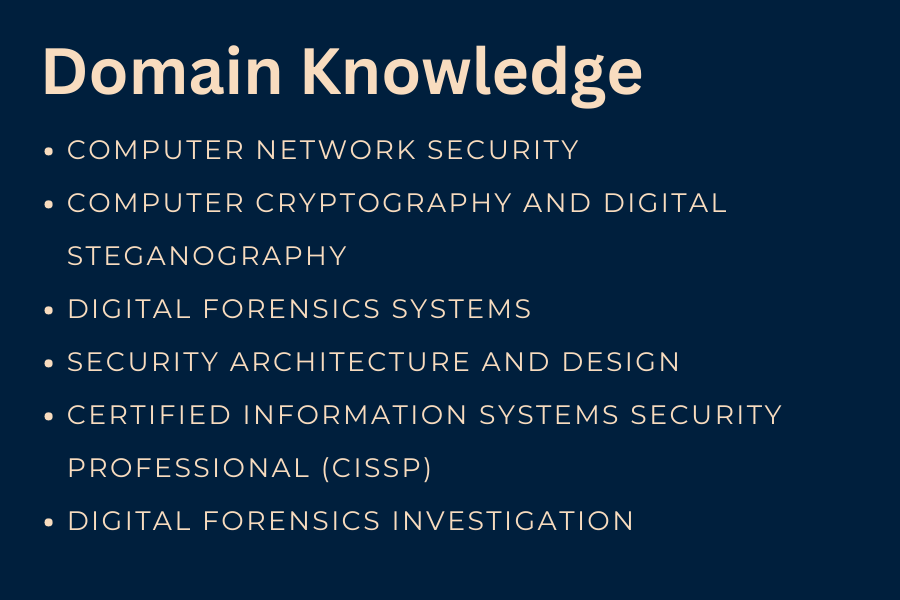 Domain Knowledge
• COMPUTER NETWORK SECURITY
• COMPUTER CRYPTOGRAPHY AND DIGITAL
STEGANOGRAPHY
• DIGITAL FORENSICS SYSTEMS
• SECURITY ARCHITECTURE AND DESIGN
• CERTIFIED INFORMATION SYSTEMS SECURITY
PROFESSIONAL (CISSP)
• DIGITAL FORENSICS INVESTIGATION